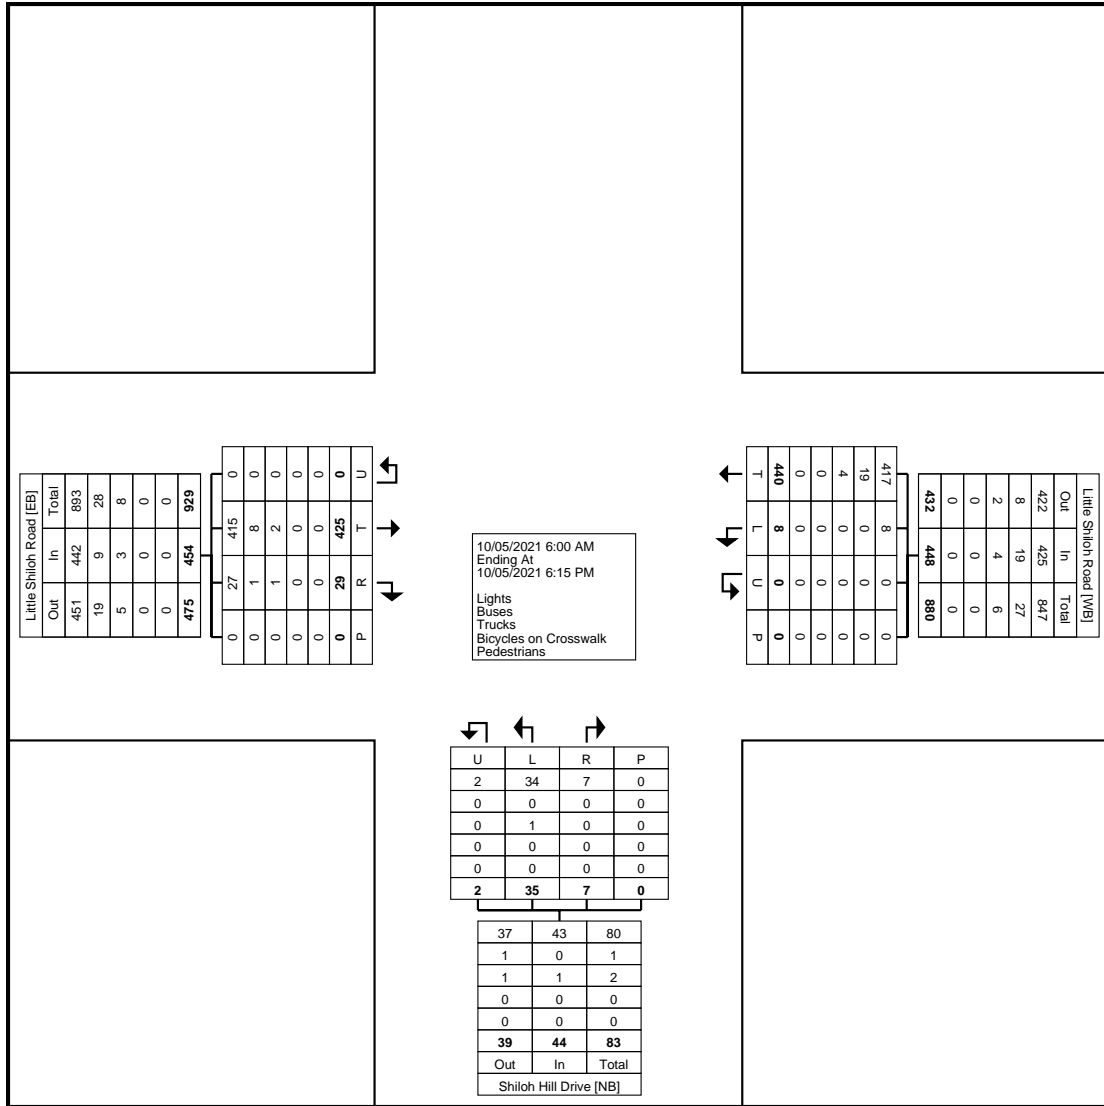 U T R P
0 425 29 0
0 0 0 0
0 0 0 0
0 2 1 0
0 8 1 0
0 415 27 0
929 454 475
0 0 0
0 0 0
8 3 5
28 9 19
893 442 451
Total In Out
Little Shiloh Road [EB]
10/05/2021 6:00 AM
Ending At
10/05/2021 6:15 PM
Lights
Buses
Trucks
Bicycles on Crosswalk
Pedestrians
Little Shiloh Road [WB]
Out In Total
422 425 847
8 19 27
2 4 6
0 0 0
0 0 0
432 448 880
417 8 0 0
19 0 0 0
4 0 0 0
0 0 0 0
0 0 0 0
440 8 0 0
T L U P
U L R P
2 34 7 0
0 0 0 0
0 1 0 0
0 0 0 0
0 0 0 0
2 35 7 0
37 43 80
1 0 1
1 1 2
0 0 0
0 0 0
39 44 83
Out In Total
Shiloh Hill Drive [NB]